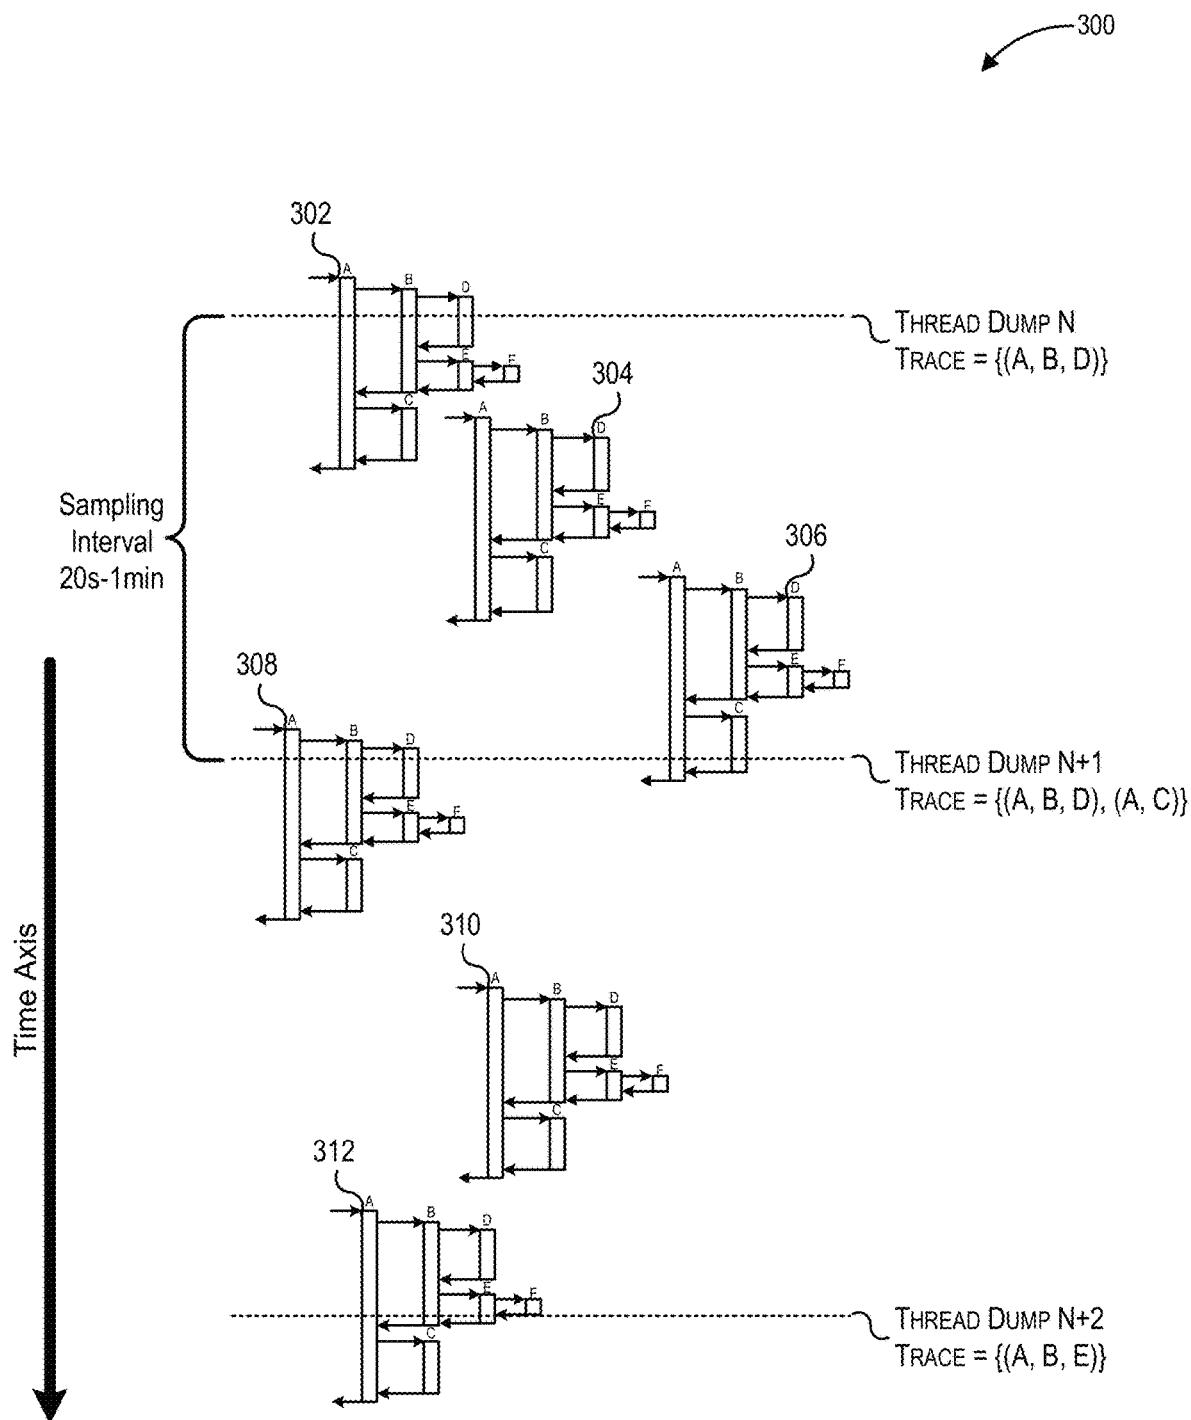 300
302
A
B
D
THREAD DUMP N
TRACE = {(A, B, D)}
E
F
C
304
A
B
D
Sampling
Interval
20s-1min
E
F
C
306
A
B
D
E
F
C
308
A
B
D
THREAD DUMP N+1
TRACE = {(A, B, D), (A, C)}
E
F
C
310
A
B
D
E
F
C
Time Axis
312
A
B
D
E
F
C
THREAD DUMP N+2
TRACE = {(A, B, E)}